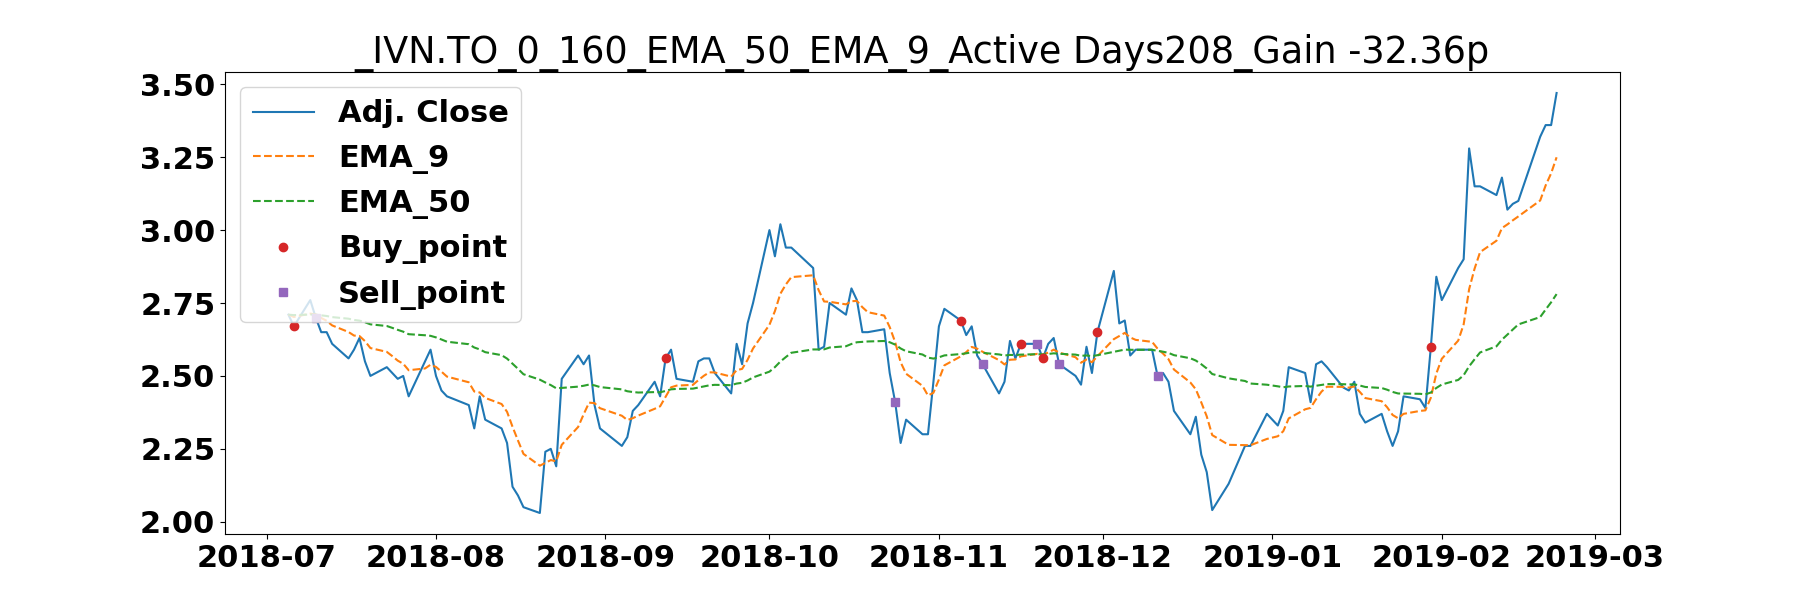 _IVN.TO_0_160_EMA_50_EMA_9_Active Days208_Gain -32.36p
3.50
3.25
3.00
2.75
2.50
2.25
2.00
Adj. Close
EMA_9
EMA_50
Buy_point
Sell_point
2018-07 2018-08 2018-09 2018-10 2018-11 2018-12 2019-01 2019-02 2019-03